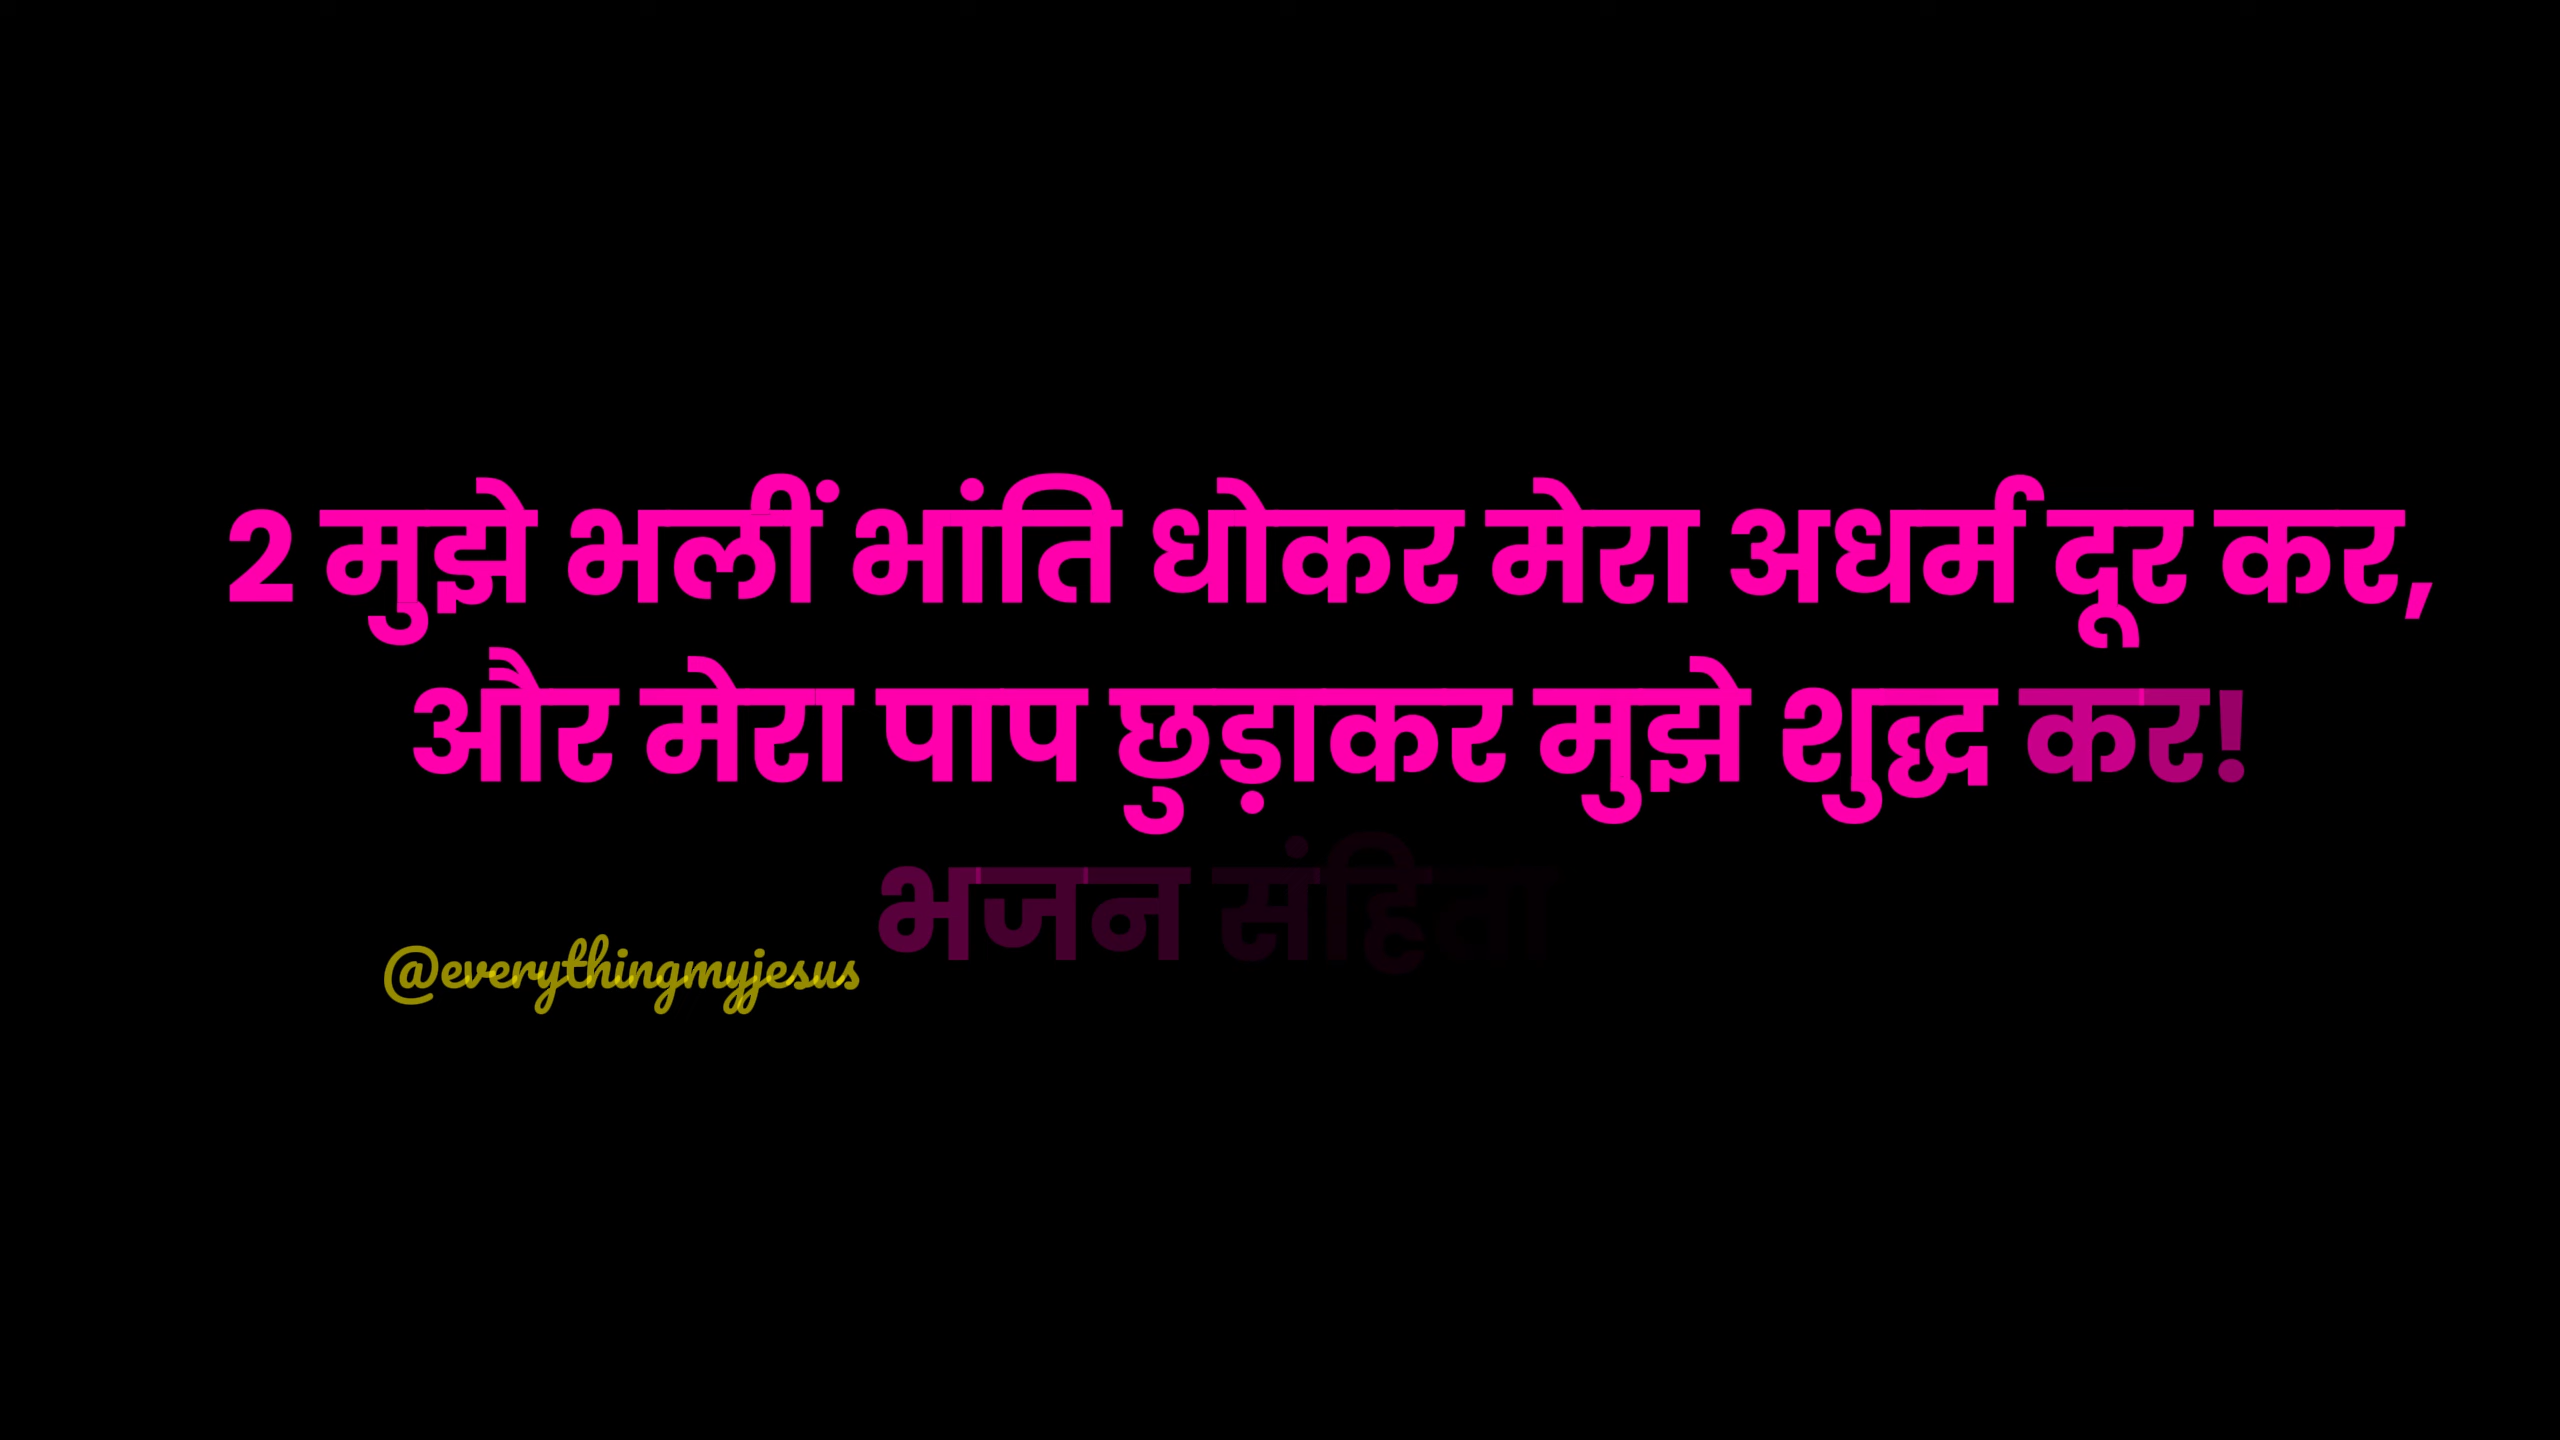 2 मुझे भलीं भांति धोकर मेरा अधर्म दूर कर,
और मेरा पाप छुड़ाकर मुझे शुद्ध कर!
भजन संहिता
@everythingmyjesus